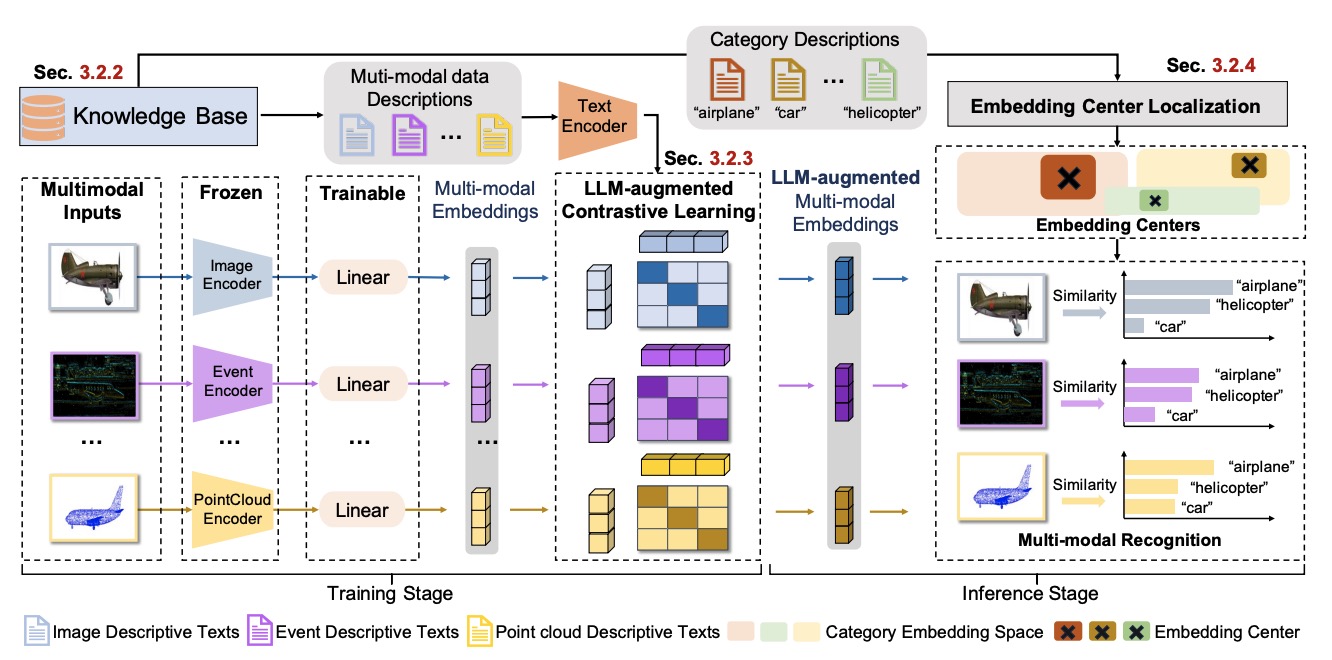 Category Descriptions
"airplane" "car" ... "helicopter"
Sec. 3.2.2
Knowledge Base
Muti-modal data
Descriptions
...
Text
Encoder
Sec. 3.2.4
Embedding Center Localization
Sec. 3.2.3
Multimodal
Inputs
Frozen
Trainable
Multi-modal
Embeddings
LLM-augmented
Contrastive Learning
LLM-augmented
Multi-modal
Embeddings
Embedding Centers
Image
Encoder
Linear
Event
Encoder
Linear
... ... ... ...
PointCloud
Encoder
Linear
Similarity
"airplane"
"helicopter"
"car"
Similarity
"airplane"
"helicopter"
"car"
Similarity
"airplane"
"helicopter"
"car"
Multi-modal Recognition
Training Stage
Inference Stage
Image Descriptive Texts Event Descriptive Texts Point cloud Descriptive Texts Category Embedding Space Embedding Center